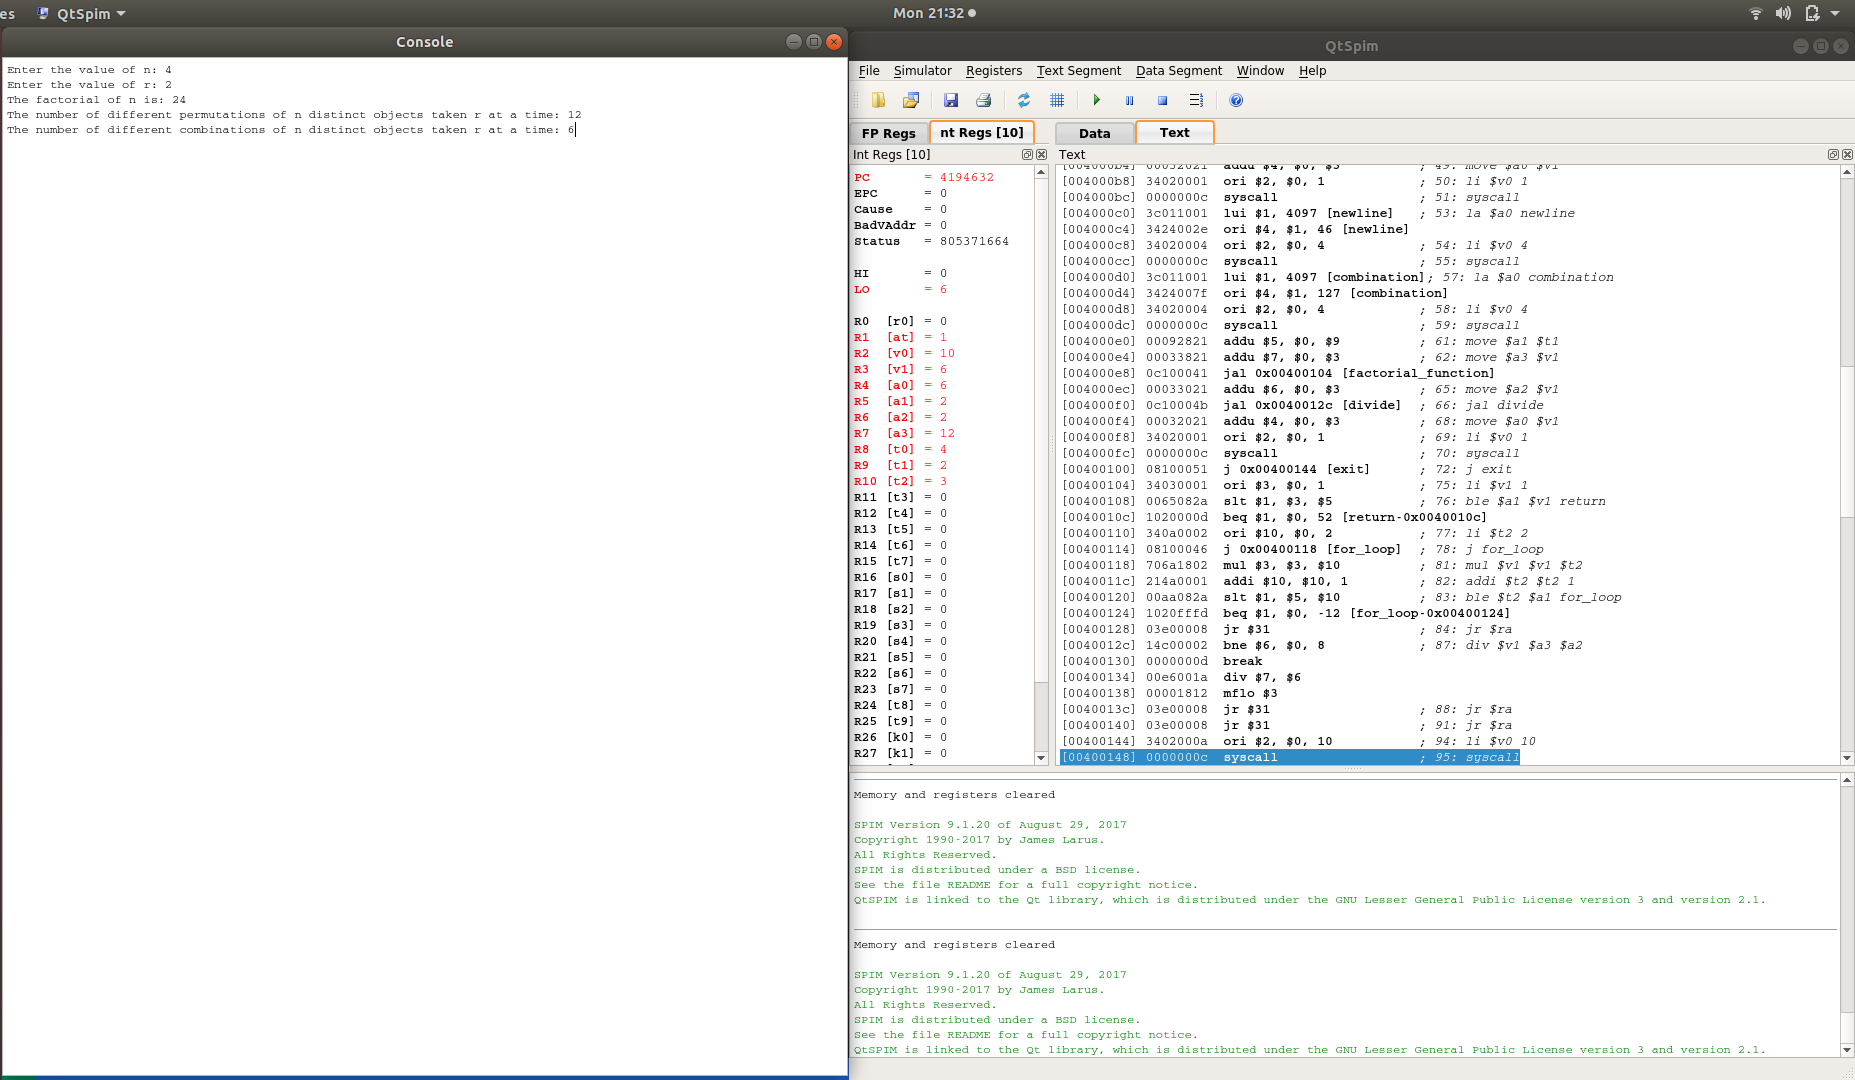 es QtSpim Mon 21:32
Console
Enter the value of n: 4
Enter the value of r: 2
The factorial of n is: 24
The number of different permutations of n distinct objects taken r at a time: 12
The number of different combinations of n distinct objects taken r at a time: 6
QtSpim
File Simulator Registers Text Segment Data Segment Window Help
FP Regs nt Regs [10]
Int Regs [10]
PC = 4194632
EPC = 0
Cause = 0
BadVAddr = 0
Status = 805371664
HI = 0
LO = 6
R0 [r0] = 0
R1 [at] = 1
R2 [v0] = 10
R3 [v1] = 6
R4 [a0] = 6
R5 [a1] = 2
R6 [a2] = 2
R7 [a3] = 12
R8 [t0] = 4
R9 [t1] = 2
R10 [t2] = 3
R11 [t3] = 0
R12 [t4] = 0
R13 [t5] = 0
R14 [t6] = 0
R15 [t7] = 0
R16 [s0] = 0
R17 [s1] = 0
R18 [s2] = 0
R19 [s3] = 0
R20 [s4] = 0
R21 [s5] = 0
R22 [s6] = 0
R23 [s7] = 0
R24 [t8] = 0
R25 [t9] = 0
R26 [k0] = 0
R27 [k1] = 0
Data Text
Text
[004000b4] 00032021 addu $4, $0, $3 ; 49: move $a0 $v1
[004000b8] 34020001 ori $2, $0, 1 ; 50: li $v0 1
[004000bc] 0000000c syscall ; 51: syscall
[004000c0] 3c011001 lui $1, 4097 [newline] ; 53: la $a0 newline
[004000c4] 3424002e ori $4, $1, 46 [newline]
[004000c8] 34020004 ori $2, $0, 4 ; 54: li $v0 4
[004000cc] 0000000c syscall ; 55: syscall
[004000d0] 3c011001 lui $1, 4097 [combination]; 57: la $a0 combination
[004000d4] 3424007f ori $4, $1, 127 [combination]
[004000d8] 34020004 ori $2, $0, 4 ; 58: li $v0 4
[004000dc] 0000000c syscall ; 59: syscall
[004000e0] 00092821 addu $5, $0, $9 ; 61: move $a1 $t1
[004000e4] 00033821 addu $7, $0, $3 ; 62: move $a3 $v1
[004000e8] 0c100041 jal 0x00400104 [factorial_function]
[004000ec] 00033021 addu $6, $0, $3 ; 65: move $a2 $v1
[004000f0] 0c10004b jal 0x0040012c [divide] ; 66: jal divide
[004000f4] 00032021 addu $4, $0, $3 ; 68: move $a0 $v1
[004000f8] 34020001 ori $2, $0, 1 ; 69: li $v0 1
[004000fc] 0000000c syscall ; 70: syscall
[00400100] 08100051 j 0x00400144 [exit] ; 72: j exit
[00400104] 34030001 ori $3, $0, 1 ; 75: li $v1 1
[00400108] 0065082a slt $1, $3, $5 ; 76: ble $a1 $v1 return
[0040010c] 1020000d beq $1, $0, 52 [return-0x0040010c]
[00400110] 340a0002 ori $10, $0, 2 ; 77: li $t2 2
[00400114] 08100046 j 0x00400118 [for_loop] ; 78: j for_loop
[00400118] 706a1802 mul $3, $3, $10 ; 81: mul $v1 $v1 $t2
[0040011c] 214a0001 addi $10, $10, 1 ; 82: addi $t2 $t2 1
[00400120] 00aa082a slt $1, $5, $10 ; 83: ble $t2 $a1 for_loop
[00400124] 1020fffd beq $1, $0, -12 [for_loop-0x00400124]
[00400128] 03e00008 jr $31 ; 84: jr $ra
[0040012c] 14c00002 bne $6, $0, 8 ; 87: div $v1 $a3 $a2
[00400130] 0000000d break
[00400134] 00e6001a div $7, $6
[00400138] 00001812 mflo $3
[0040013c] 03e00008 jr $31 ; 88: jr $ra
[00400140] 03e00008 jr $31 ; 91: jr $ra
[00400144] 3402000a ori $2, $0, 10 ; 94: li $v0 10
[00400148] 0000000c syscall ; 95: syscall
Memory and registers cleared
SPIM Version 9.1.20 of August 29, 2017
Copyright 1990-2017 by James Larus.
All Rights Reserved.
SPIM is distributed under a BSD license.
See the file README for a full copyright notice.
QtSPIM is linked to the Qt library, which is distributed under the GNU Lesser General Public License version 3 and version 2.1.
Memory and registers cleared
SPIM Version 9.1.20 of August 29, 2017
Copyright 1990-2017 by James Larus.
All Rights Reserved.
SPIM is distributed under a BSD license.
See the file README for a full copyright notice.
QtSPIM is linked to the Qt library, which is distributed under the GNU Lesser General Public License version 3 and version 2.1.